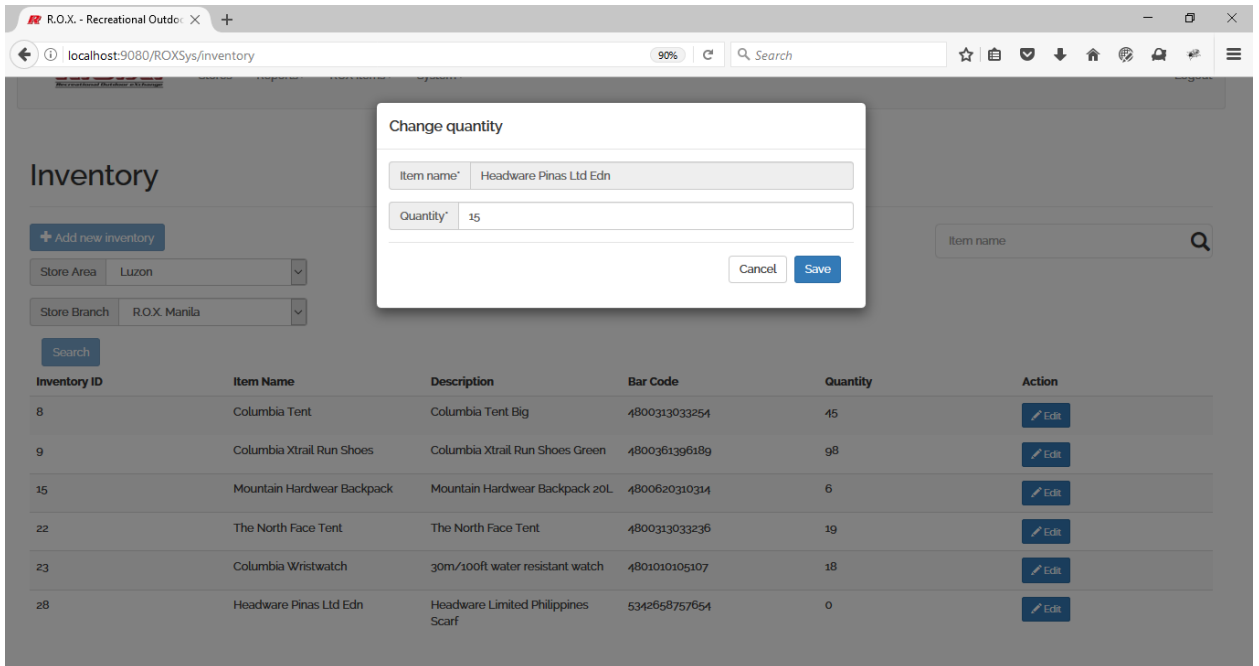 R.O.X. - Recreational Outdoo
localhost:9080/ROXSys/inventory
90%
Search
Recreational Outdoor eXchange
Logout
Change quantity
Item name* Headware Pinas Ltd Edn
Quantity* 15
Cancel Save
Inventory
Add new inventory
Item name
Store Area Luzon
Store Branch R.O.X. Manila
Search
Inventory ID Item Name Description Bar Code Quantity Action
8 Columbia Tent Columbia Tent Big 4800313033254 45 Edit
9 Columbia Xtrail Run Shoes Columbia Xtrail Run Shoes Green 4800361396189 98 Edit
15 Mountain Hardwear Backpack Mountain Hardwear Backpack 20L 4800620310314 6 Edit
22 The North Face Tent The North Face Tent 4800313033236 19 Edit
23 Columbia Wristwatch 30m/100ft water resistant watch 4801010105107 18 Edit
28 Headware Pinas Ltd Edn Headware Limited Philippines 5342658757654 0 Edit
Scarf